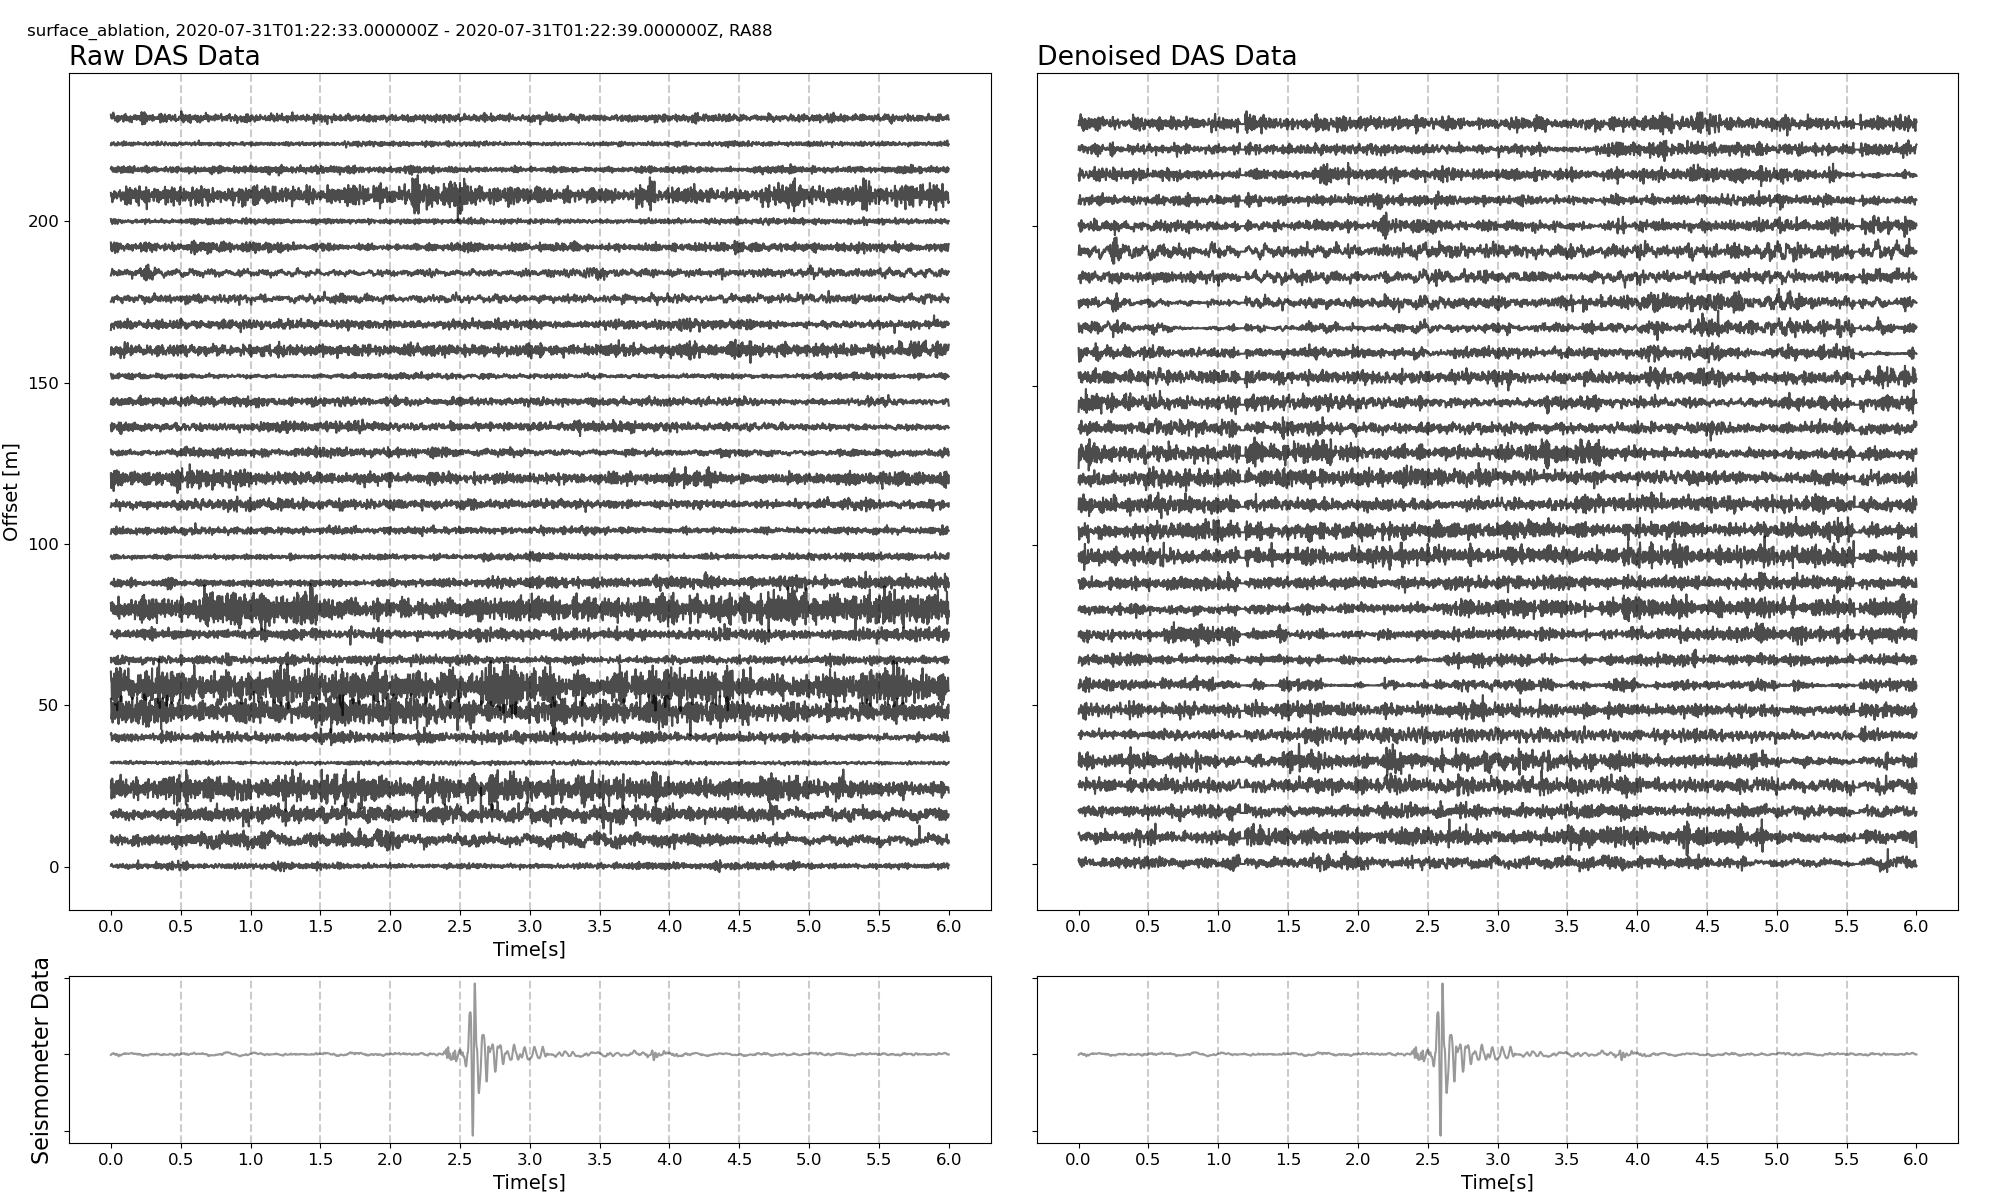 surface_ablation, 2020-07-31T01:22:33.000000Z - 2020-07-31T01:22:39.000000Z, RA88
Raw DAS Data
Denoised DAS Data
Offset [m]
200
150
100
50
0
0.0 0.5 1.0 1.5 2.0 2.5 3.0 3.5 4.0 4.5 5.0 5.5 6.0
0.0 0.5 1.0 1.5 2.0 2.5 3.0 3.5 4.0 4.5 5.0 5.5 6.0
Time[s]
Seismometer Data
0.0 0.5 1.0 1.5 2.0 2.5 3.0 3.5 4.0 4.5 5.0 5.5 6.0
0.0 0.5 1.0 1.5 2.0 2.5 3.0 3.5 4.0 4.5 5.0 5.5 6.0
Time[s]
Time[s]